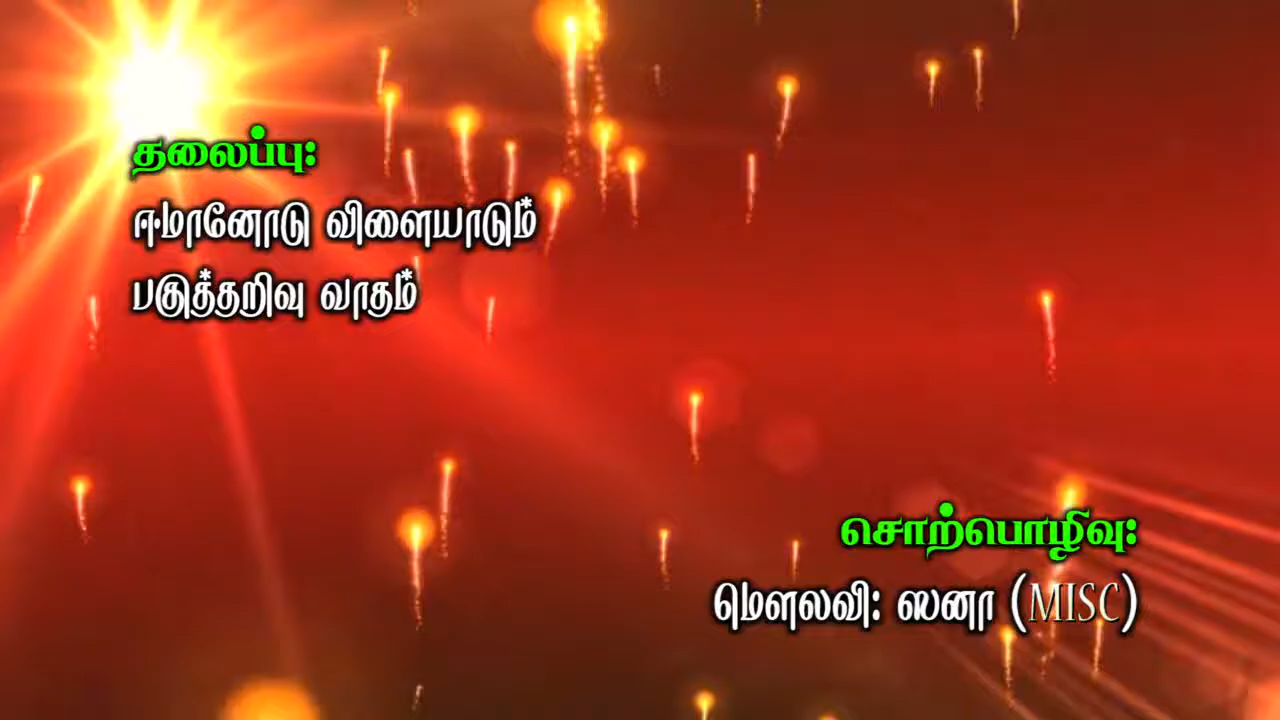 தலைப்பு:
ஈமானோடு விளையாடும்
பகுத்தறிவு வாதம்
சொற்பொழிவு:
மௌலவி: ஸனா (MISC)